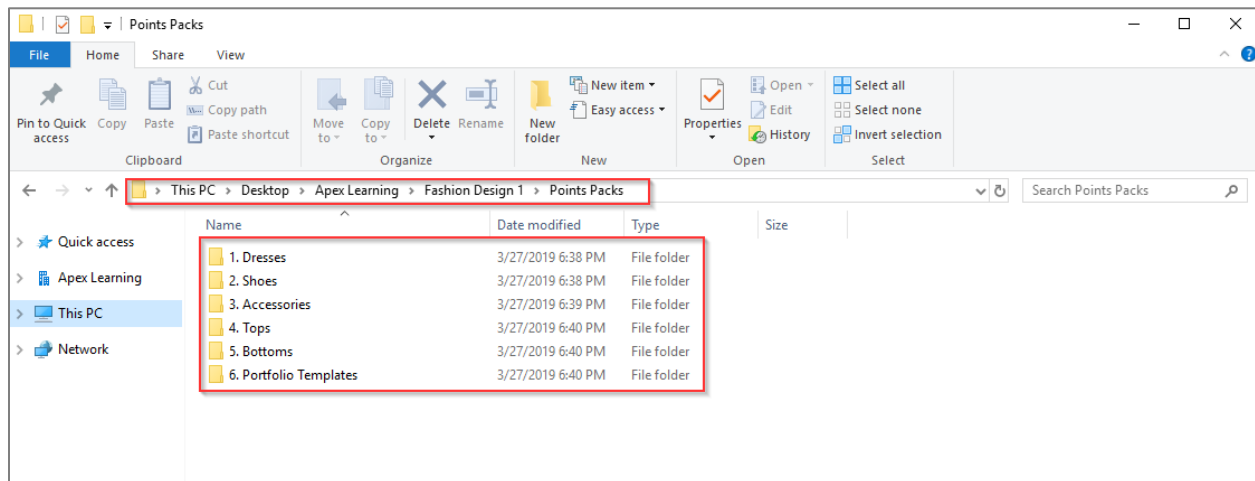 Points Packs
File Home Share View
Pin to Quick access
Copy
Paste
Cut
Copy path
Paste shortcut
Clipboard
Move to
Copy to
Delete
Rename
Organize
New folder
New item
Easy access
New
Properties
Open
Edit
History
Open
Select all
Select none
Invert selection
Select
This PC > Desktop > Apex Learning > Fashion Design 1 > Points Packs
Search Points Packs
Quick access
Apex Learning
This PC
Network
Name Date modified Type Size
1. Dresses 3/27/2019 6:38 PM File folder
2. Shoes 3/27/2019 6:38 PM File folder
3. Accessories 3/27/2019 6:39 PM File folder
4. Tops 3/27/2019 6:40 PM File folder
5. Bottoms 3/27/2019 6:40 PM File folder
6. Portfolio Templates 3/27/2019 6:40 PM File folder